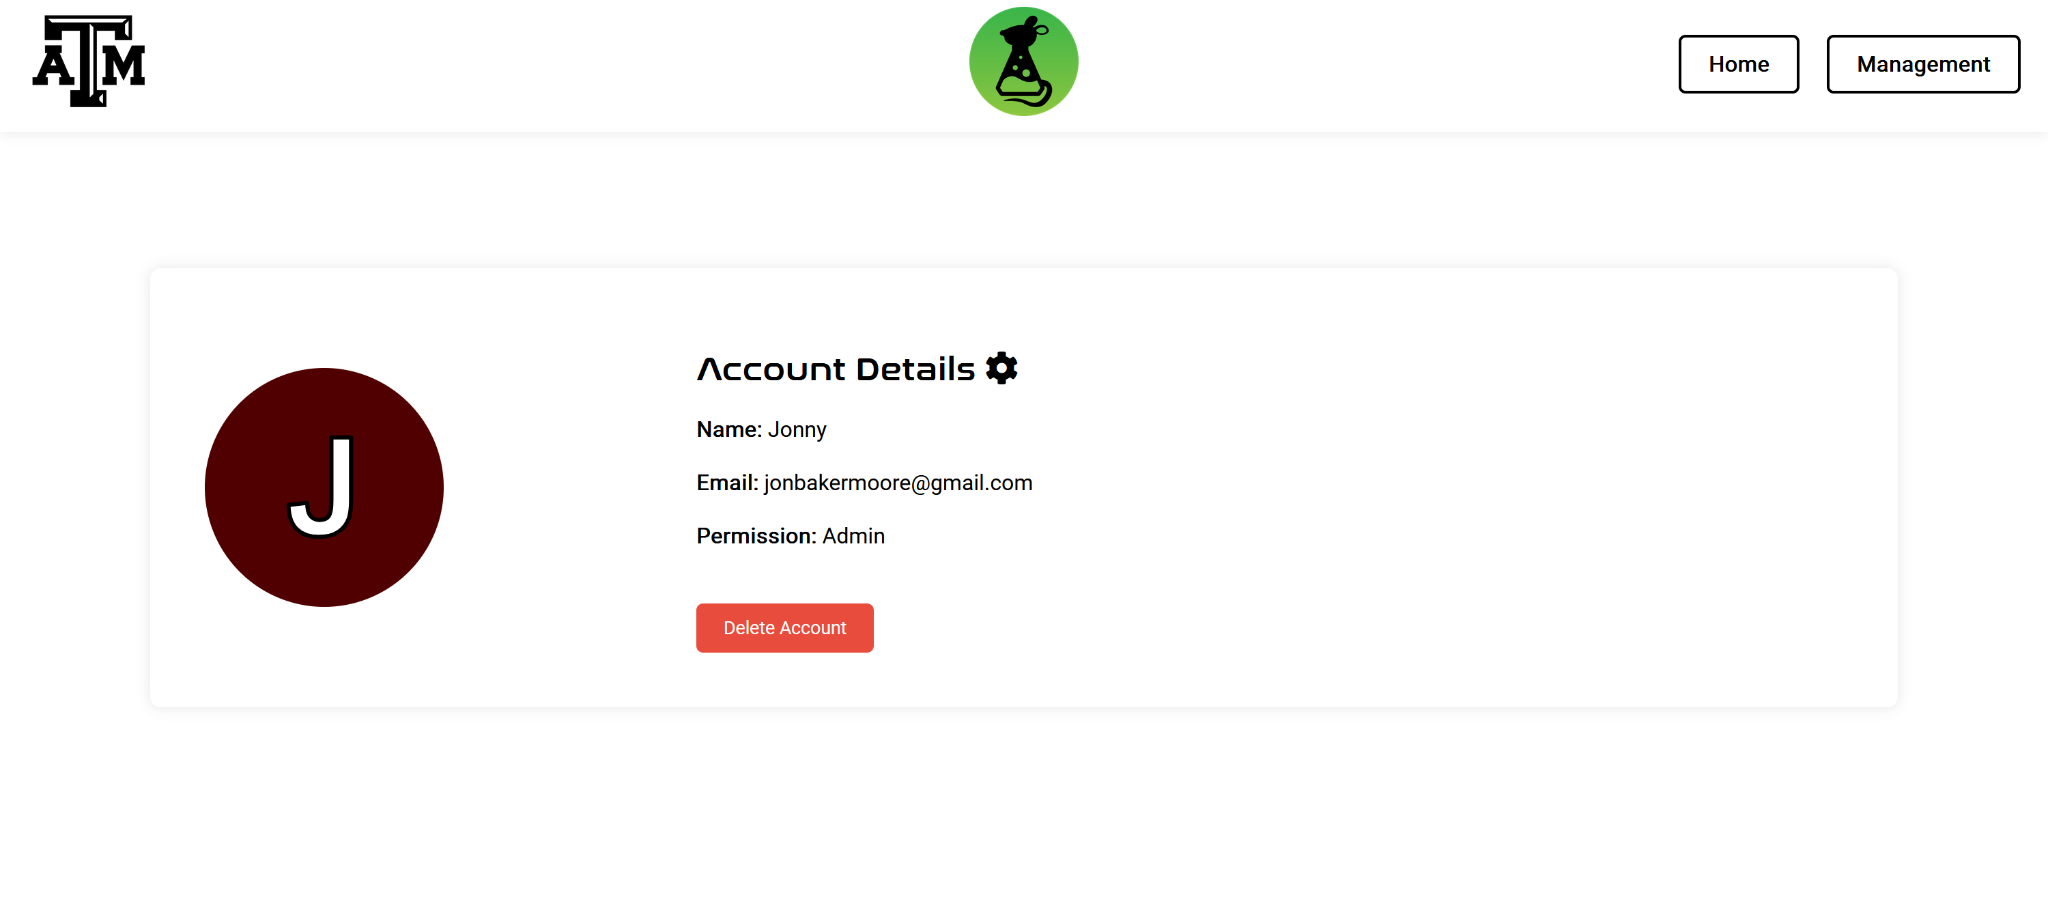 ATM
Home
Management
Account Details
Name: Jonny
Email: jonbakermoore@gmail.com
Permission: Admin
J
Delete Account